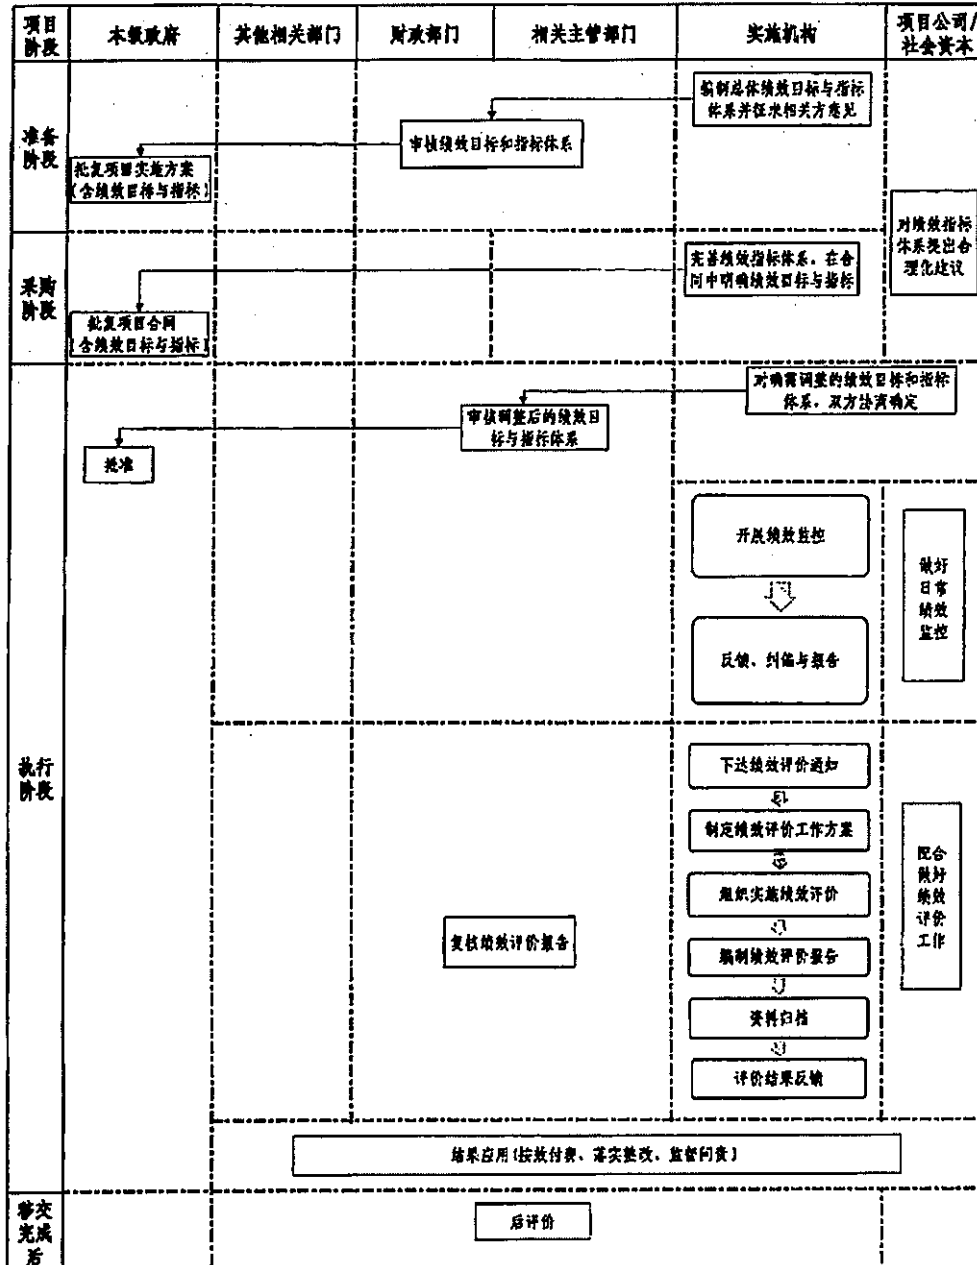 项目
阶段
本级政府
其他相关部门
财政部门
相关主管部门
实施机构
项目公司/
社会资本
准备
阶段
编制总体绩效目标与指标
体系并征求相关方意见
审核绩效目标和指标体系
批复项目实施方案
(含绩效目标与指标)
对绩效指标
体系提出合
理化建议
采购
阶段
完善绩效指标体系，在合
同中明确绩效目标与指标
批复项目合同
(含绩效目标与指标)
执行
阶段
对确需调整的绩效目标和指标
体系，双方协商确定
审核调整后的绩效目
标与指标体系
批准
开展绩效监控
反馈、纠偏与报告
做好
日常
绩效
监控
下达绩效评价通知
制定绩效评价工作方案
组织实施绩效评价
编制绩效评价报告
资料归档
评价结果反馈
复核绩效评价报告
配合
做好
绩效
评价
工作
结果应用(按效付费、落实整改、监督问责)
移交
完成
后
后评价